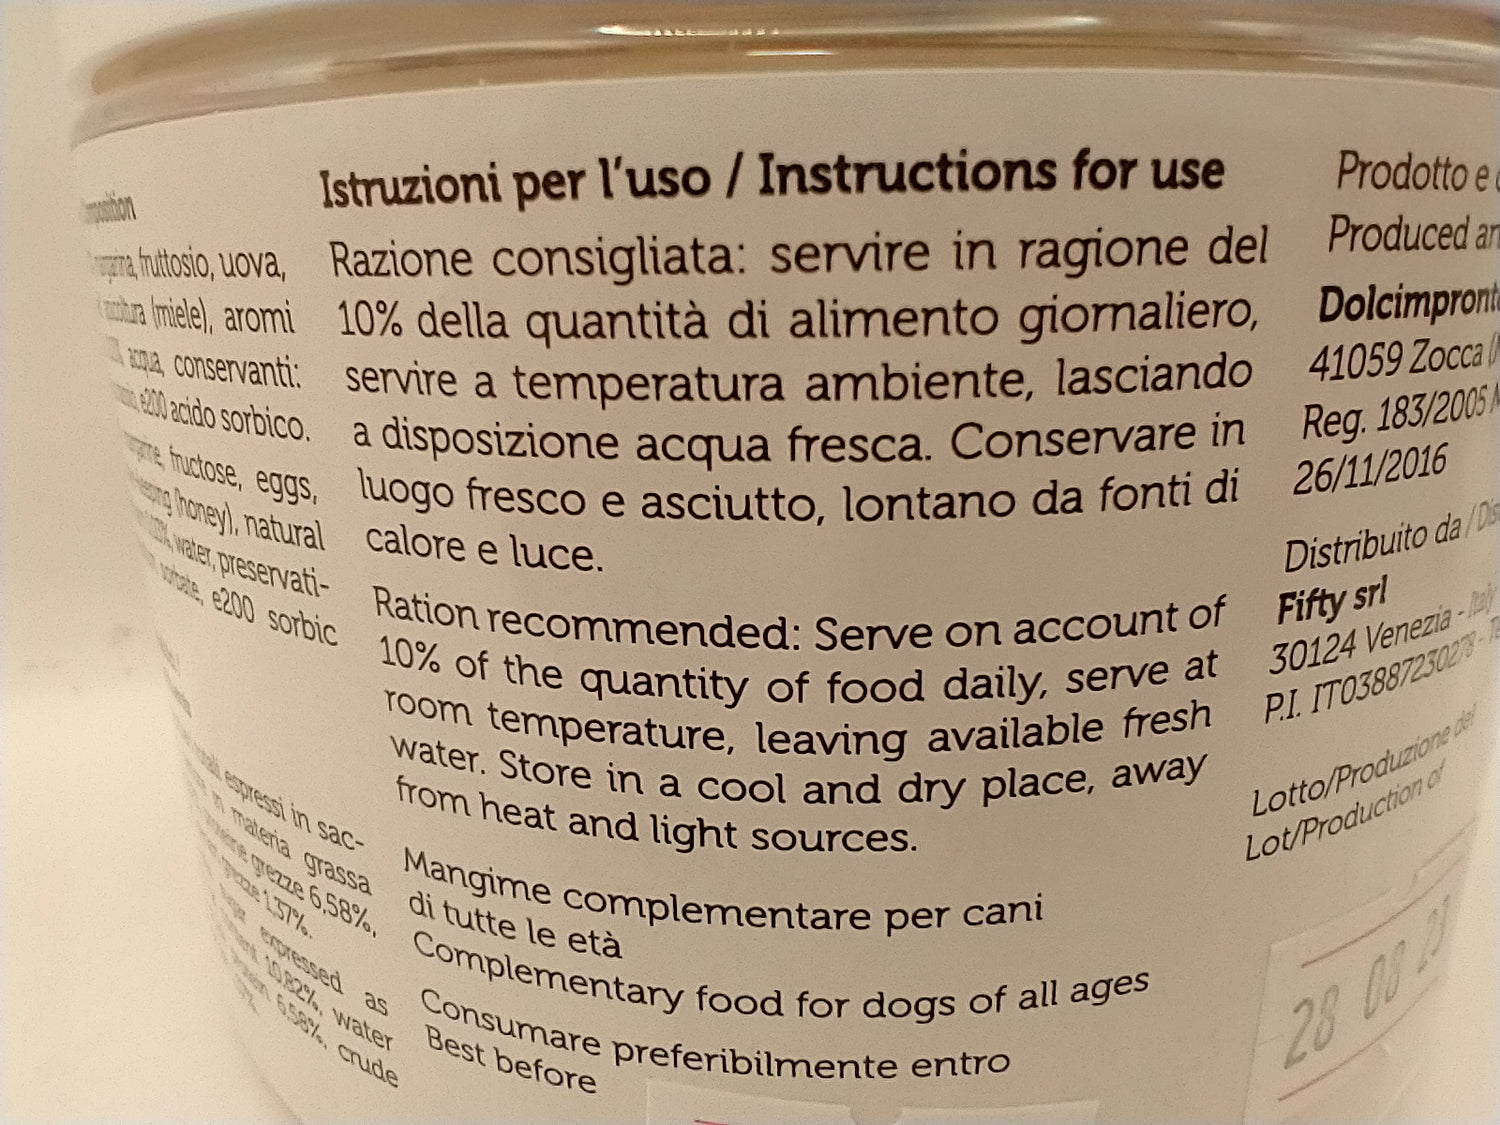 fruttosio, uova,
(miele), aromi
acqua, conservanti:
e200 acido sorbico.
fructose, eggs,
(honey), natural
water, preservati-
sorbate, e200 sorbic
espressi in sac-
in materia grassa
grezze 6,58%,
grezze 1,37%.
expressed as
10,82%, water
6,58%, crude
Istruzioni per l'uso / Instructions for use
Razione consigliata: servire in ragione del
10% della quantità di alimento giornaliero,
servire a temperatura ambiente, lasciando
a disposizione acqua fresca. Conservare in
luogo fresco e asciutto, lontano da fonti di
calore e luce.
Ration recommended: Serve on account of
10% of the quantity of food daily, serve at
room temperature, leaving available fresh
water. Store in a cool and dry place, away
from heat and light sources.
Mangime complementare per cani
di tutte le età
Complementary food for dogs of all ages
Consumare preferibilmente entro
Best before
Prodotto e
Produced
Dolcimpront
41059 Zocca
Reg. 183/2005
26/11/2016
Distribuito da /
Fifty srl
30124 Venezia - Italy
P.I. IT03887230278 -
Lotto/Produzione del
Lot/Production of
28 08 23